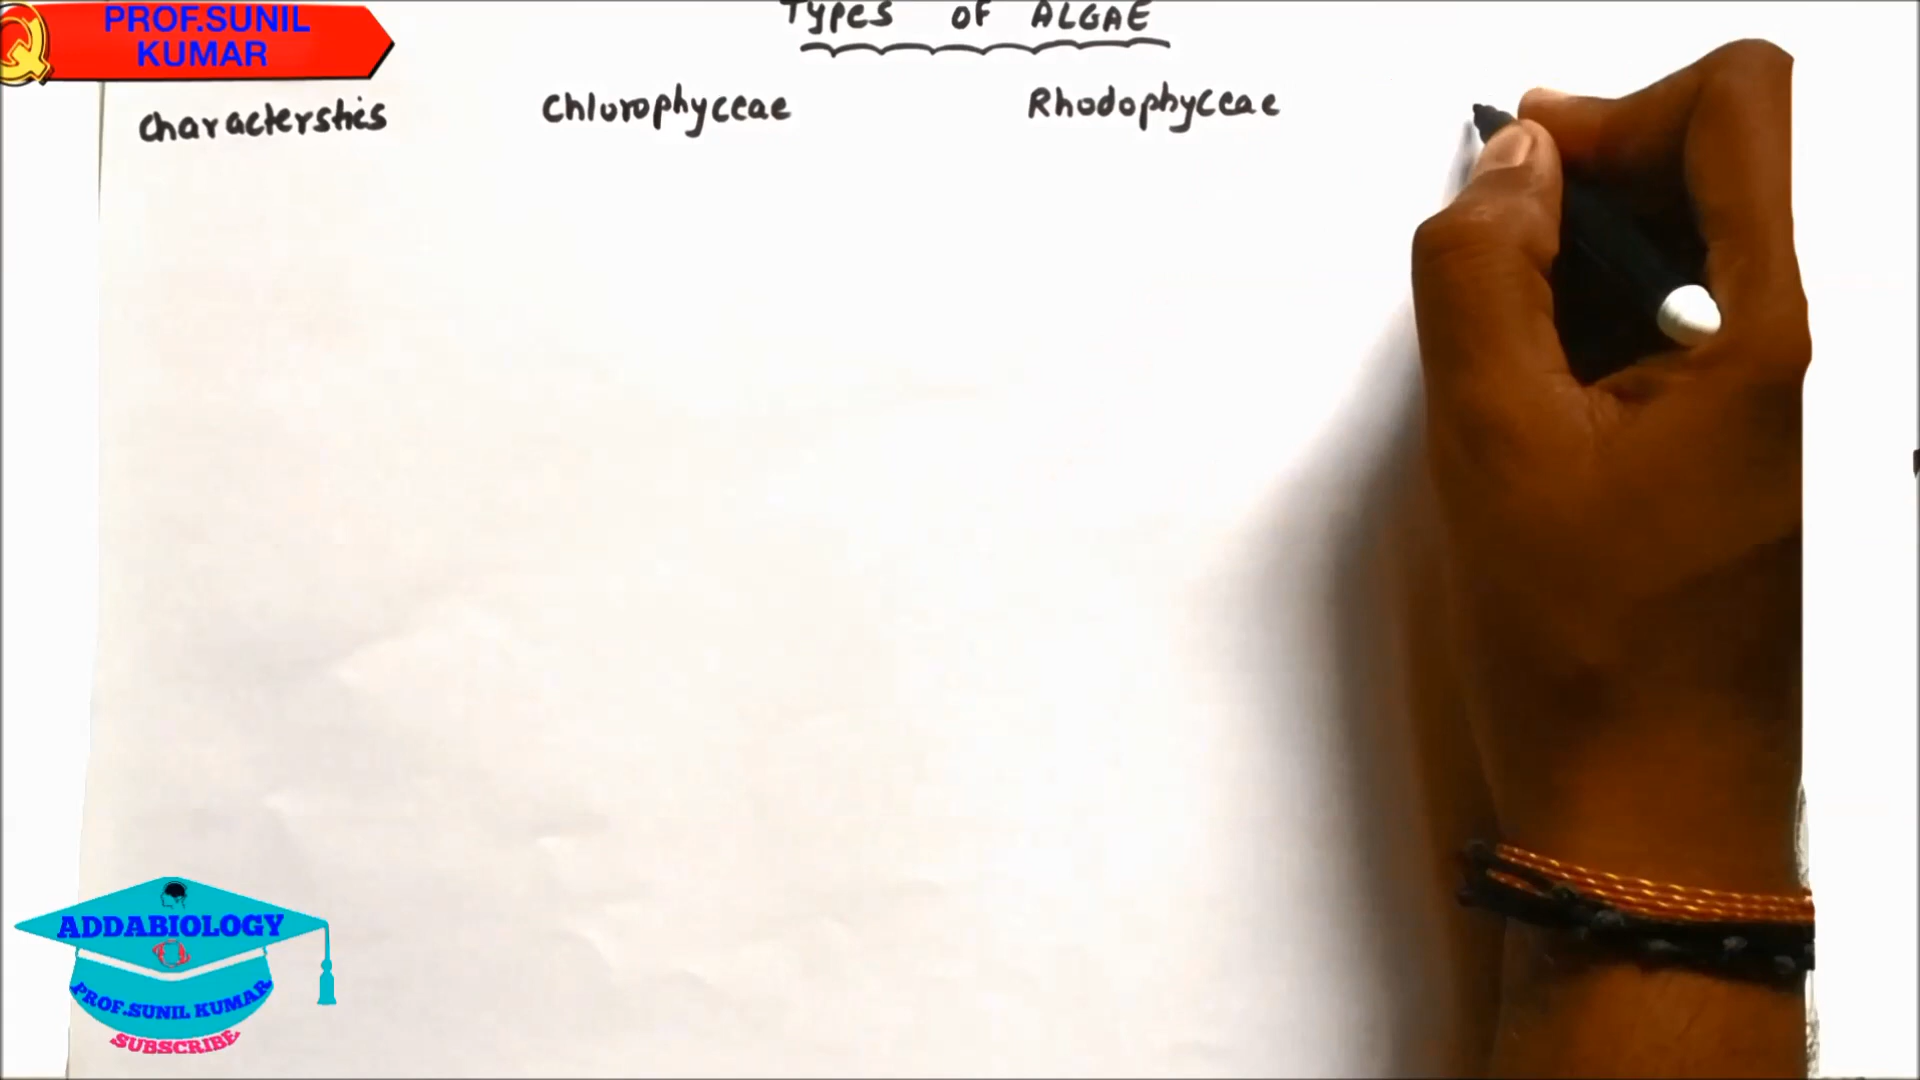 PROF.SUNIL
KUMAR
TYPES OF ALGAE
characterstics Chlorophyceae Rhodophyceae
ADDABIOLOGY
PROF.SUNIL KUMAR
SUBSCRIBE